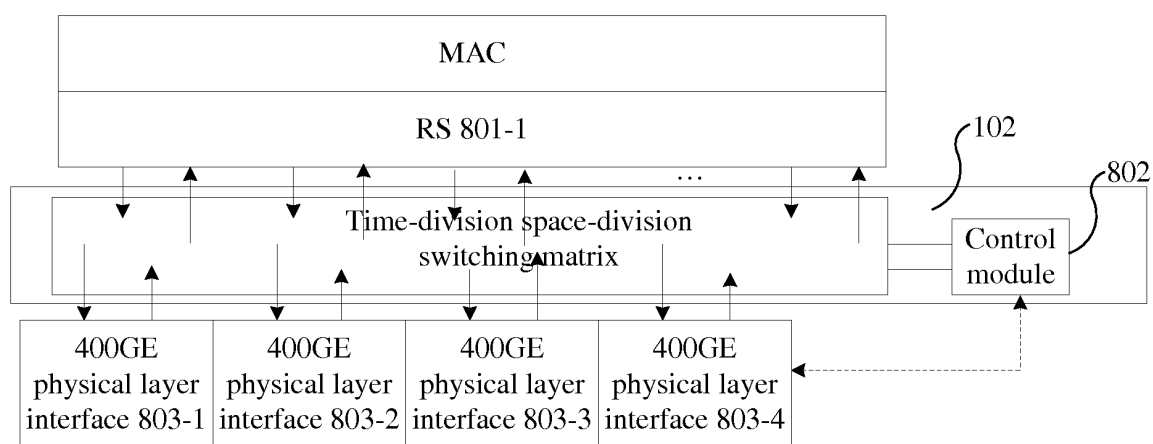 MAC
RS 801-1
...
102
802
Time-division space-division
switching matrix
Control
module
400GE
physical layer
interface 803-1
400GE
physical layer
interface 803-2
400GE
physical layer
interface 803-3
400GE
physical layer
interface 803-4